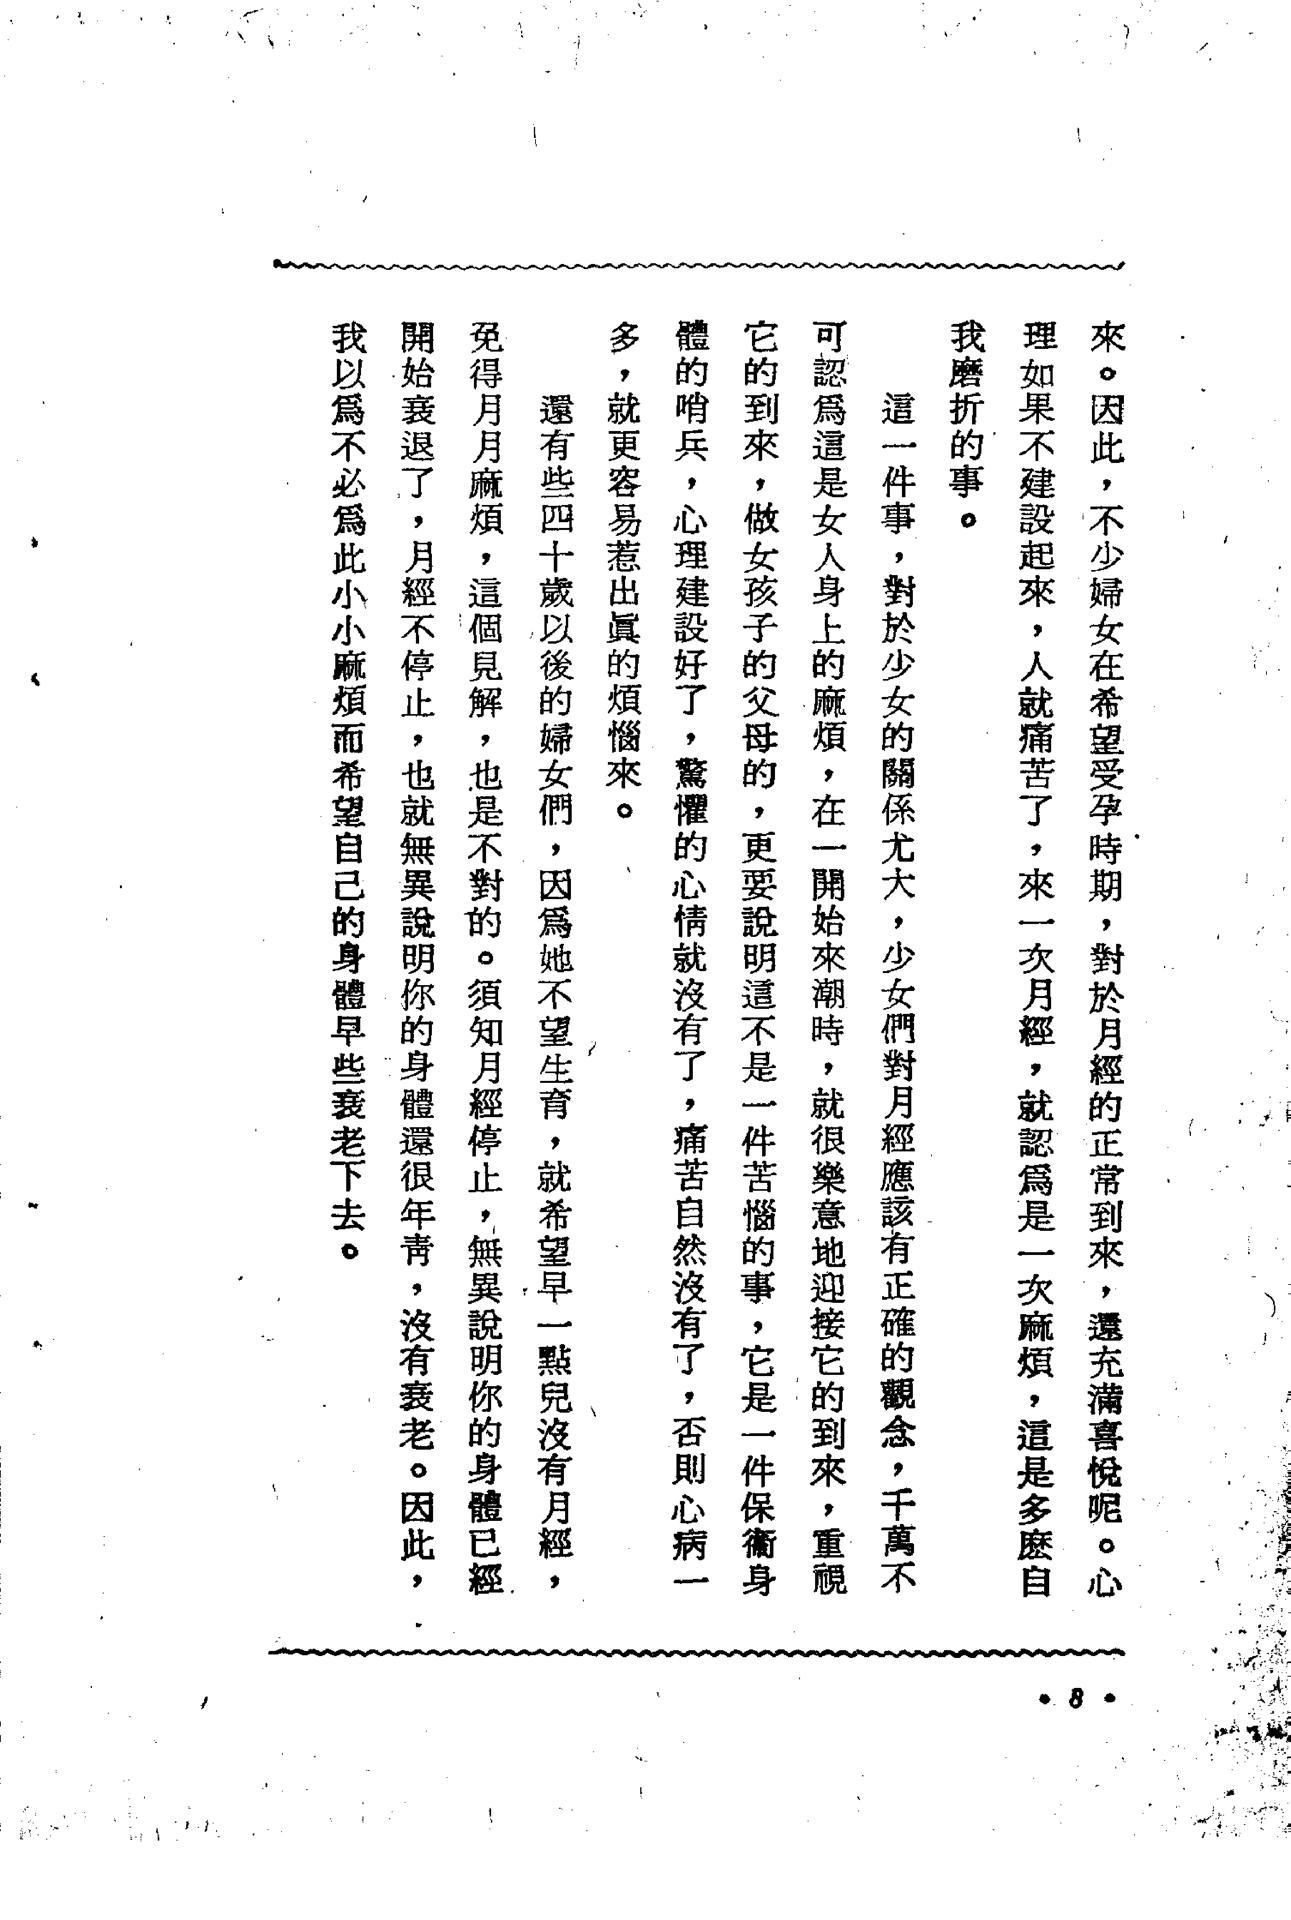 來。因此，不少婦女在希望受孕時期，對於月經的正常到來，還充滿喜悅呢。心
理如果不建設起來，人就痛苦了，來一次月經，就認爲是一次麻煩，這是多麽自
我磨折的事。
這一件事，對於少女的關係尤大，少女們對月經應該有正確的觀念，千萬不
可認爲這是女人身上的麻煩，在一開始來潮時，就很樂意地迎接它的到來，重視
它的到來，做女孩子的父母的，更要說明這不是一件苦惱的事，它是一件保衞身
體的哨兵，心理建設好了，驚懼的心情就沒有了，痛苦自然沒有了，否則心病一
多，就更容易惹出眞的煩惱來。
還有些四十歲以後的婦女們，因爲她不望生育，就希望早一點兒沒有月經，
免得月月麻煩，這個見解，也是不對的。須知月經停止，無異說明你的身體已經
開始衰退了，月經不停止，也就無異說明你的身體還很年靑，沒有衰老。因此，
我以爲不必爲此小小麻煩而希望自己的身體早些衰老下去。
• 8 •